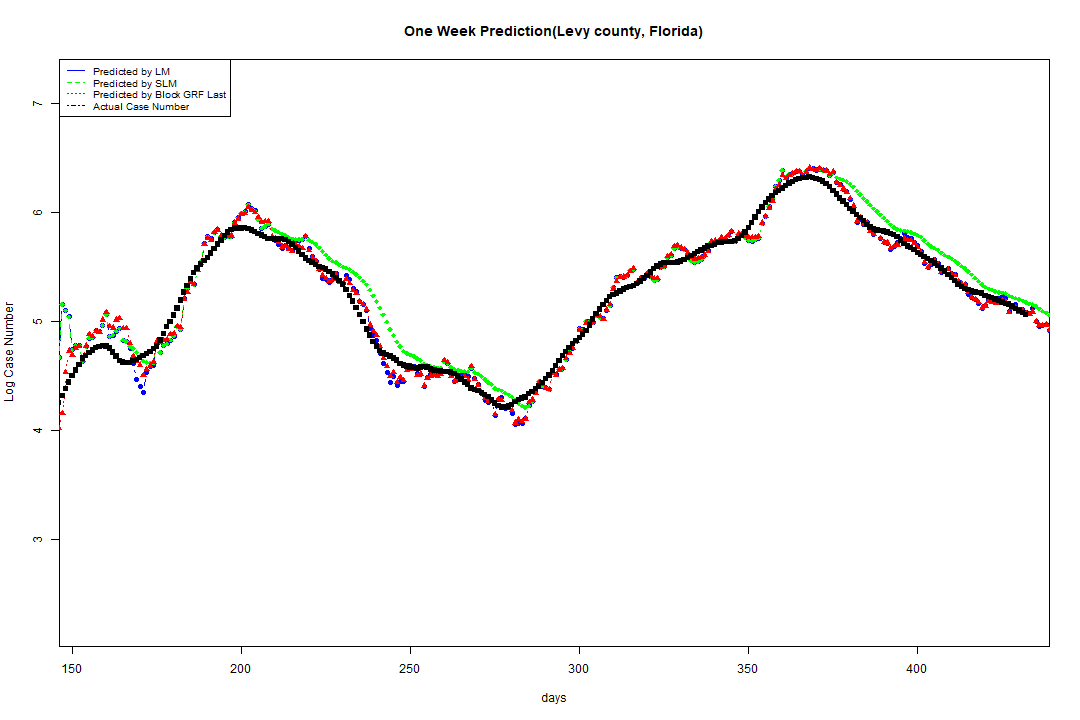 One Week Prediction(Levy county, Florida)
Predicted by LM
Predicted by SLM
Predicted by Block GRF Last
Actual Case Number
7
6
5
4
3
Log Case Number
150 200 250 300 350 400
days